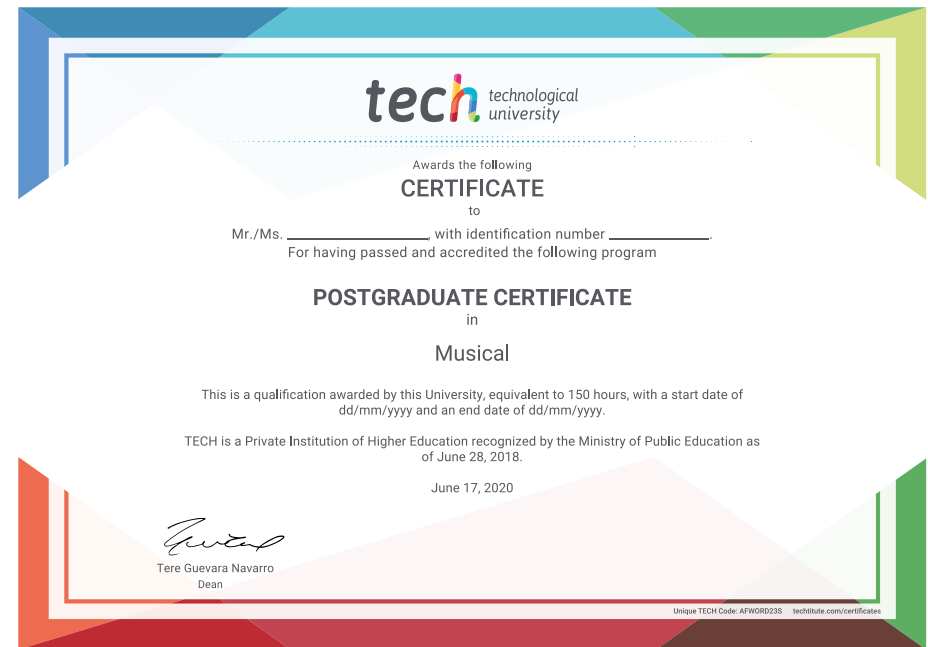 tech technological
university
Awards the following
CERTIFICATE
to
Mr./Ms. ____________________, with identification number ______________.
For having passed and accredited the following program
POSTGRADUATE CERTIFICATE
in
Musical
This is a qualification awarded by this University, equivalent to 150 hours, with a start date of
dd/mm/yyyy and an end date of dd/mm/yyyy.
TECH is a Private Institution of Higher Education recognized by the Ministry of Public Education as
of June 28, 2018.
June 17, 2020
Tere Guevara Navarro
Dean
Unique TECH Code: AFWORD23S techtitute.com/certificates